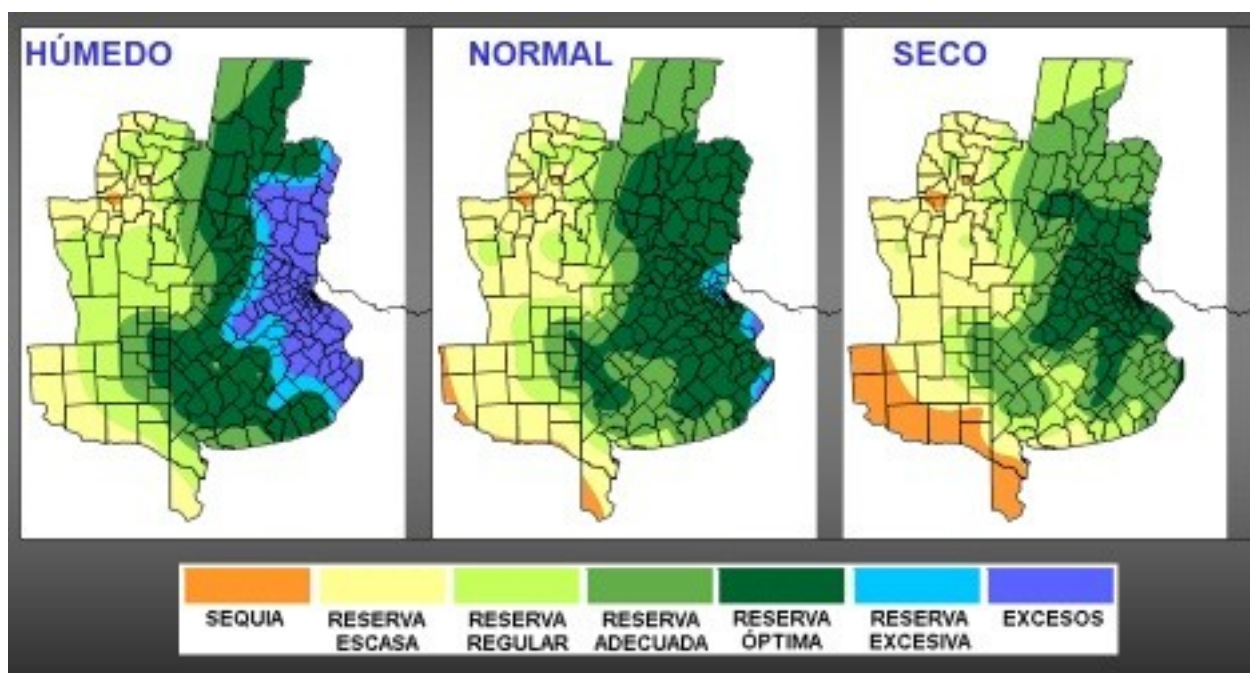 HÚMEDO
NORMAL
SECO
SEQUIA
RESERVA
ESCASA
RESERVA
REGULAR
RESERVA
ADECUADA
RESERVA
ÓPTIMA
RESERVA
EXCESIVA
EXCESOS